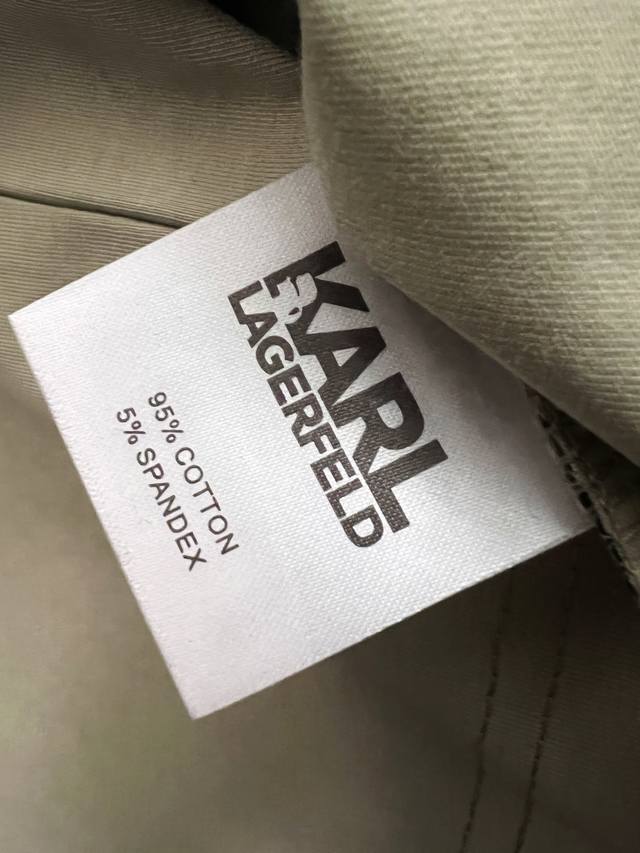 KARL
LAGERFELD
95% COTTON
5% SPANDEX